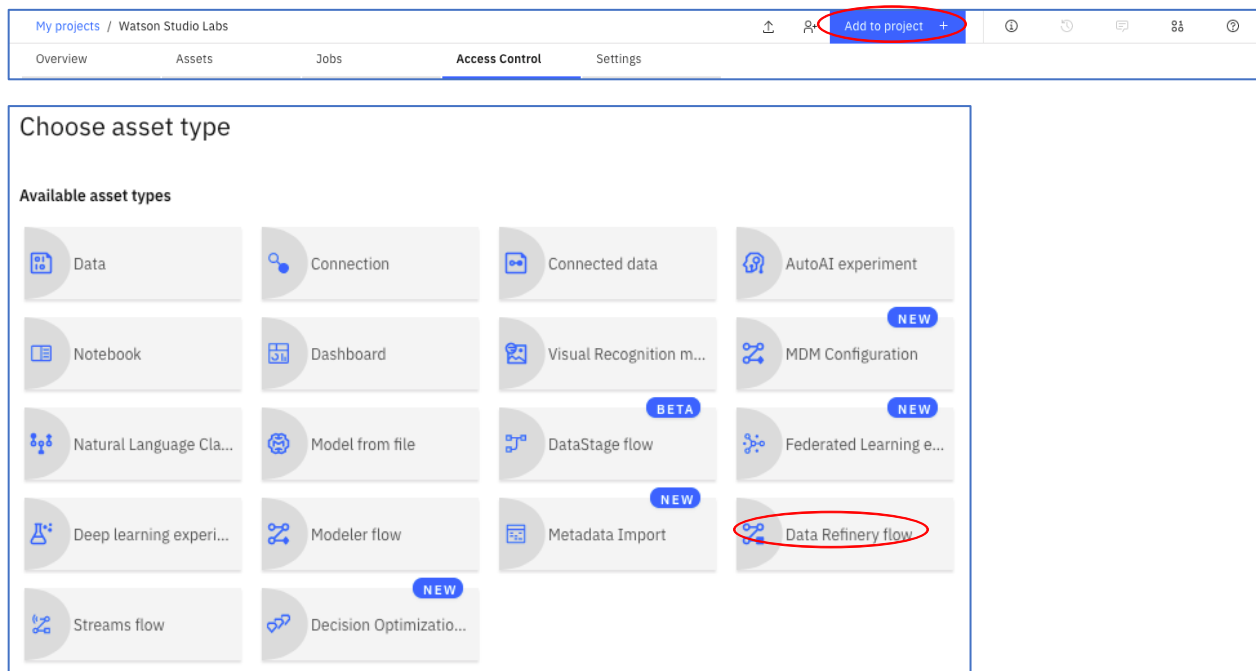 My projects / Watson Studio Labs Add to project +
Overview Assets Jobs Access Control Settings
Choose asset type
Available asset types
Data Connection Connected data AutoAI experiment
NEW
Notebook Dashboard Visual Recognition m... MDM Configuration
BETA NEW
Natural Language Cla... Model from file DataStage flow Federated Learning e...
NEW
Deep learning experi... Modeler flow Metadata Import Data Refinery flow
NEW
Streams flow Decision Optimizatio...